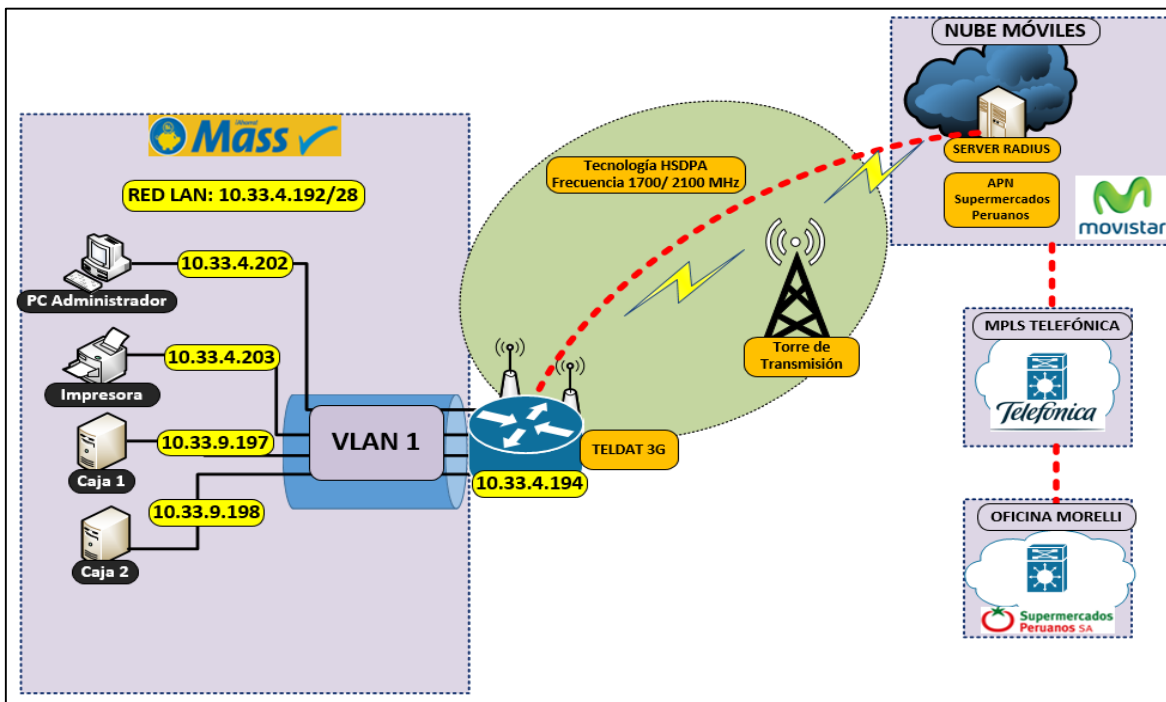 NUBE MÓVILES
Mass
RED LAN: 10.33.4.192/28
Tecnología HSDPA
Frecuencia 1700/ 2100 MHz
SERVER RADIUS
APN
Supermercados
Peruanos
movistar
10.33.4.202
PC Administrador
10.33.4.203
Impresora
10.33.9.197
Caja 1
10.33.9.198
Caja 2
VLAN 1
TELDAT 3G
10.33.4.194
Torre de
Transmisión
MPLS TELEFÓNICA
Telefónica
OFICINA MORELLI
Supermercados
Peruanos SA